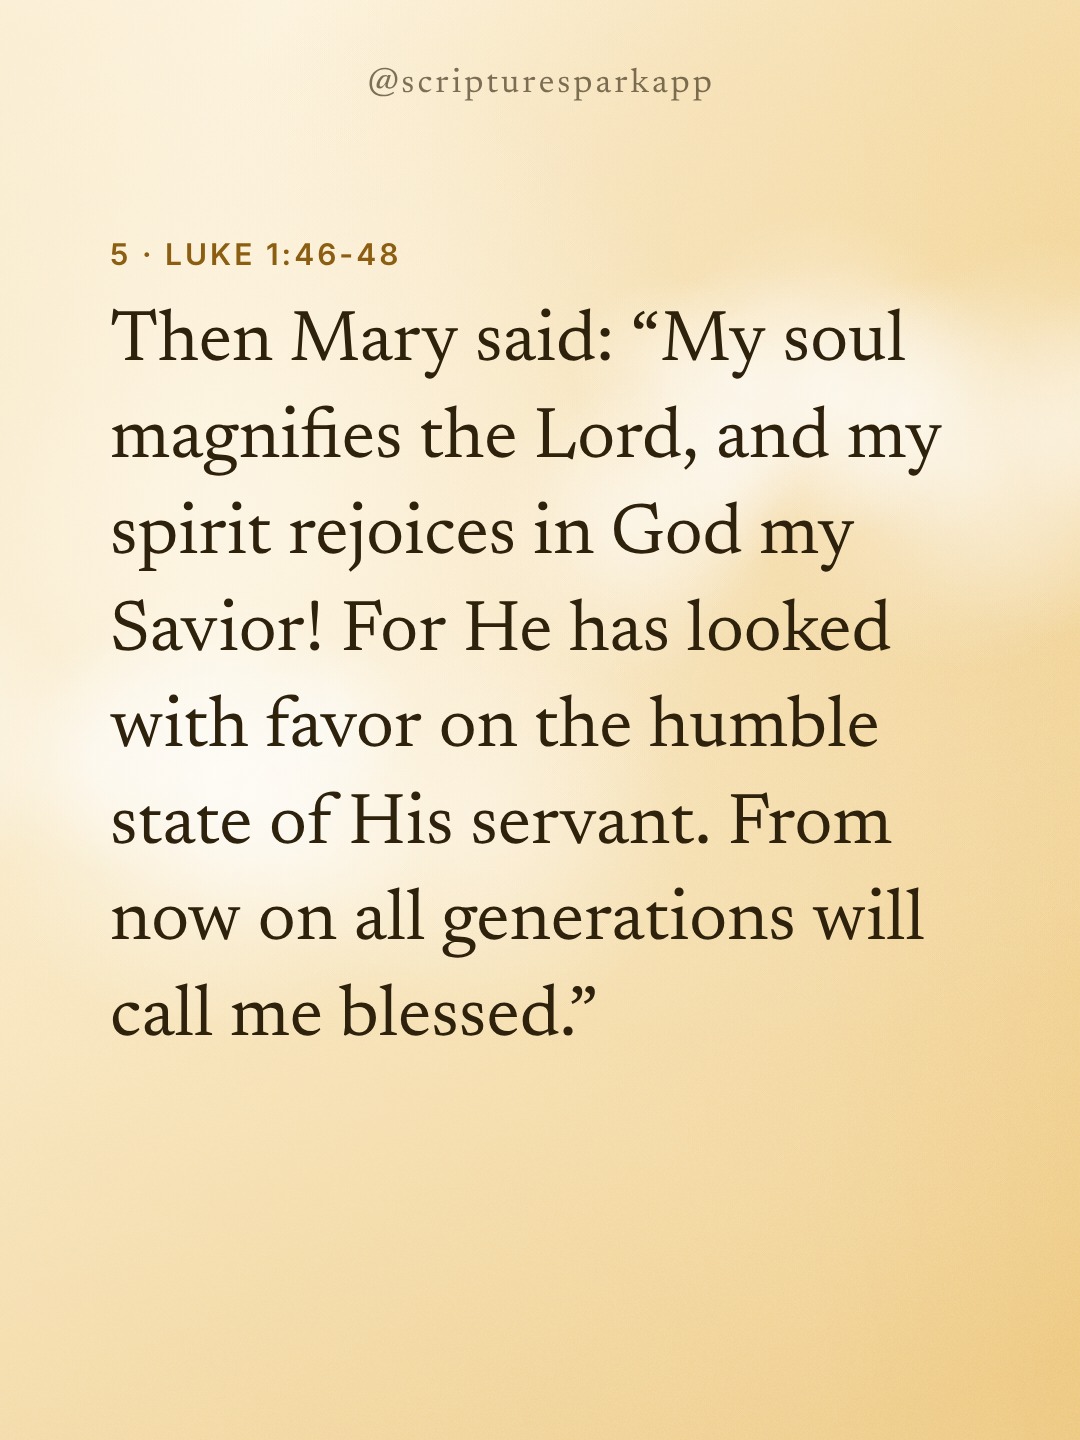 @scripturesparkapp
5 · LUKE 1:46-48
Then Mary said: “My soul
magnifies the Lord, and my
spirit rejoices in God my
Savior! For He has looked
with favor on the humble
state of His servant. From
now on all generations will
call me blessed.”